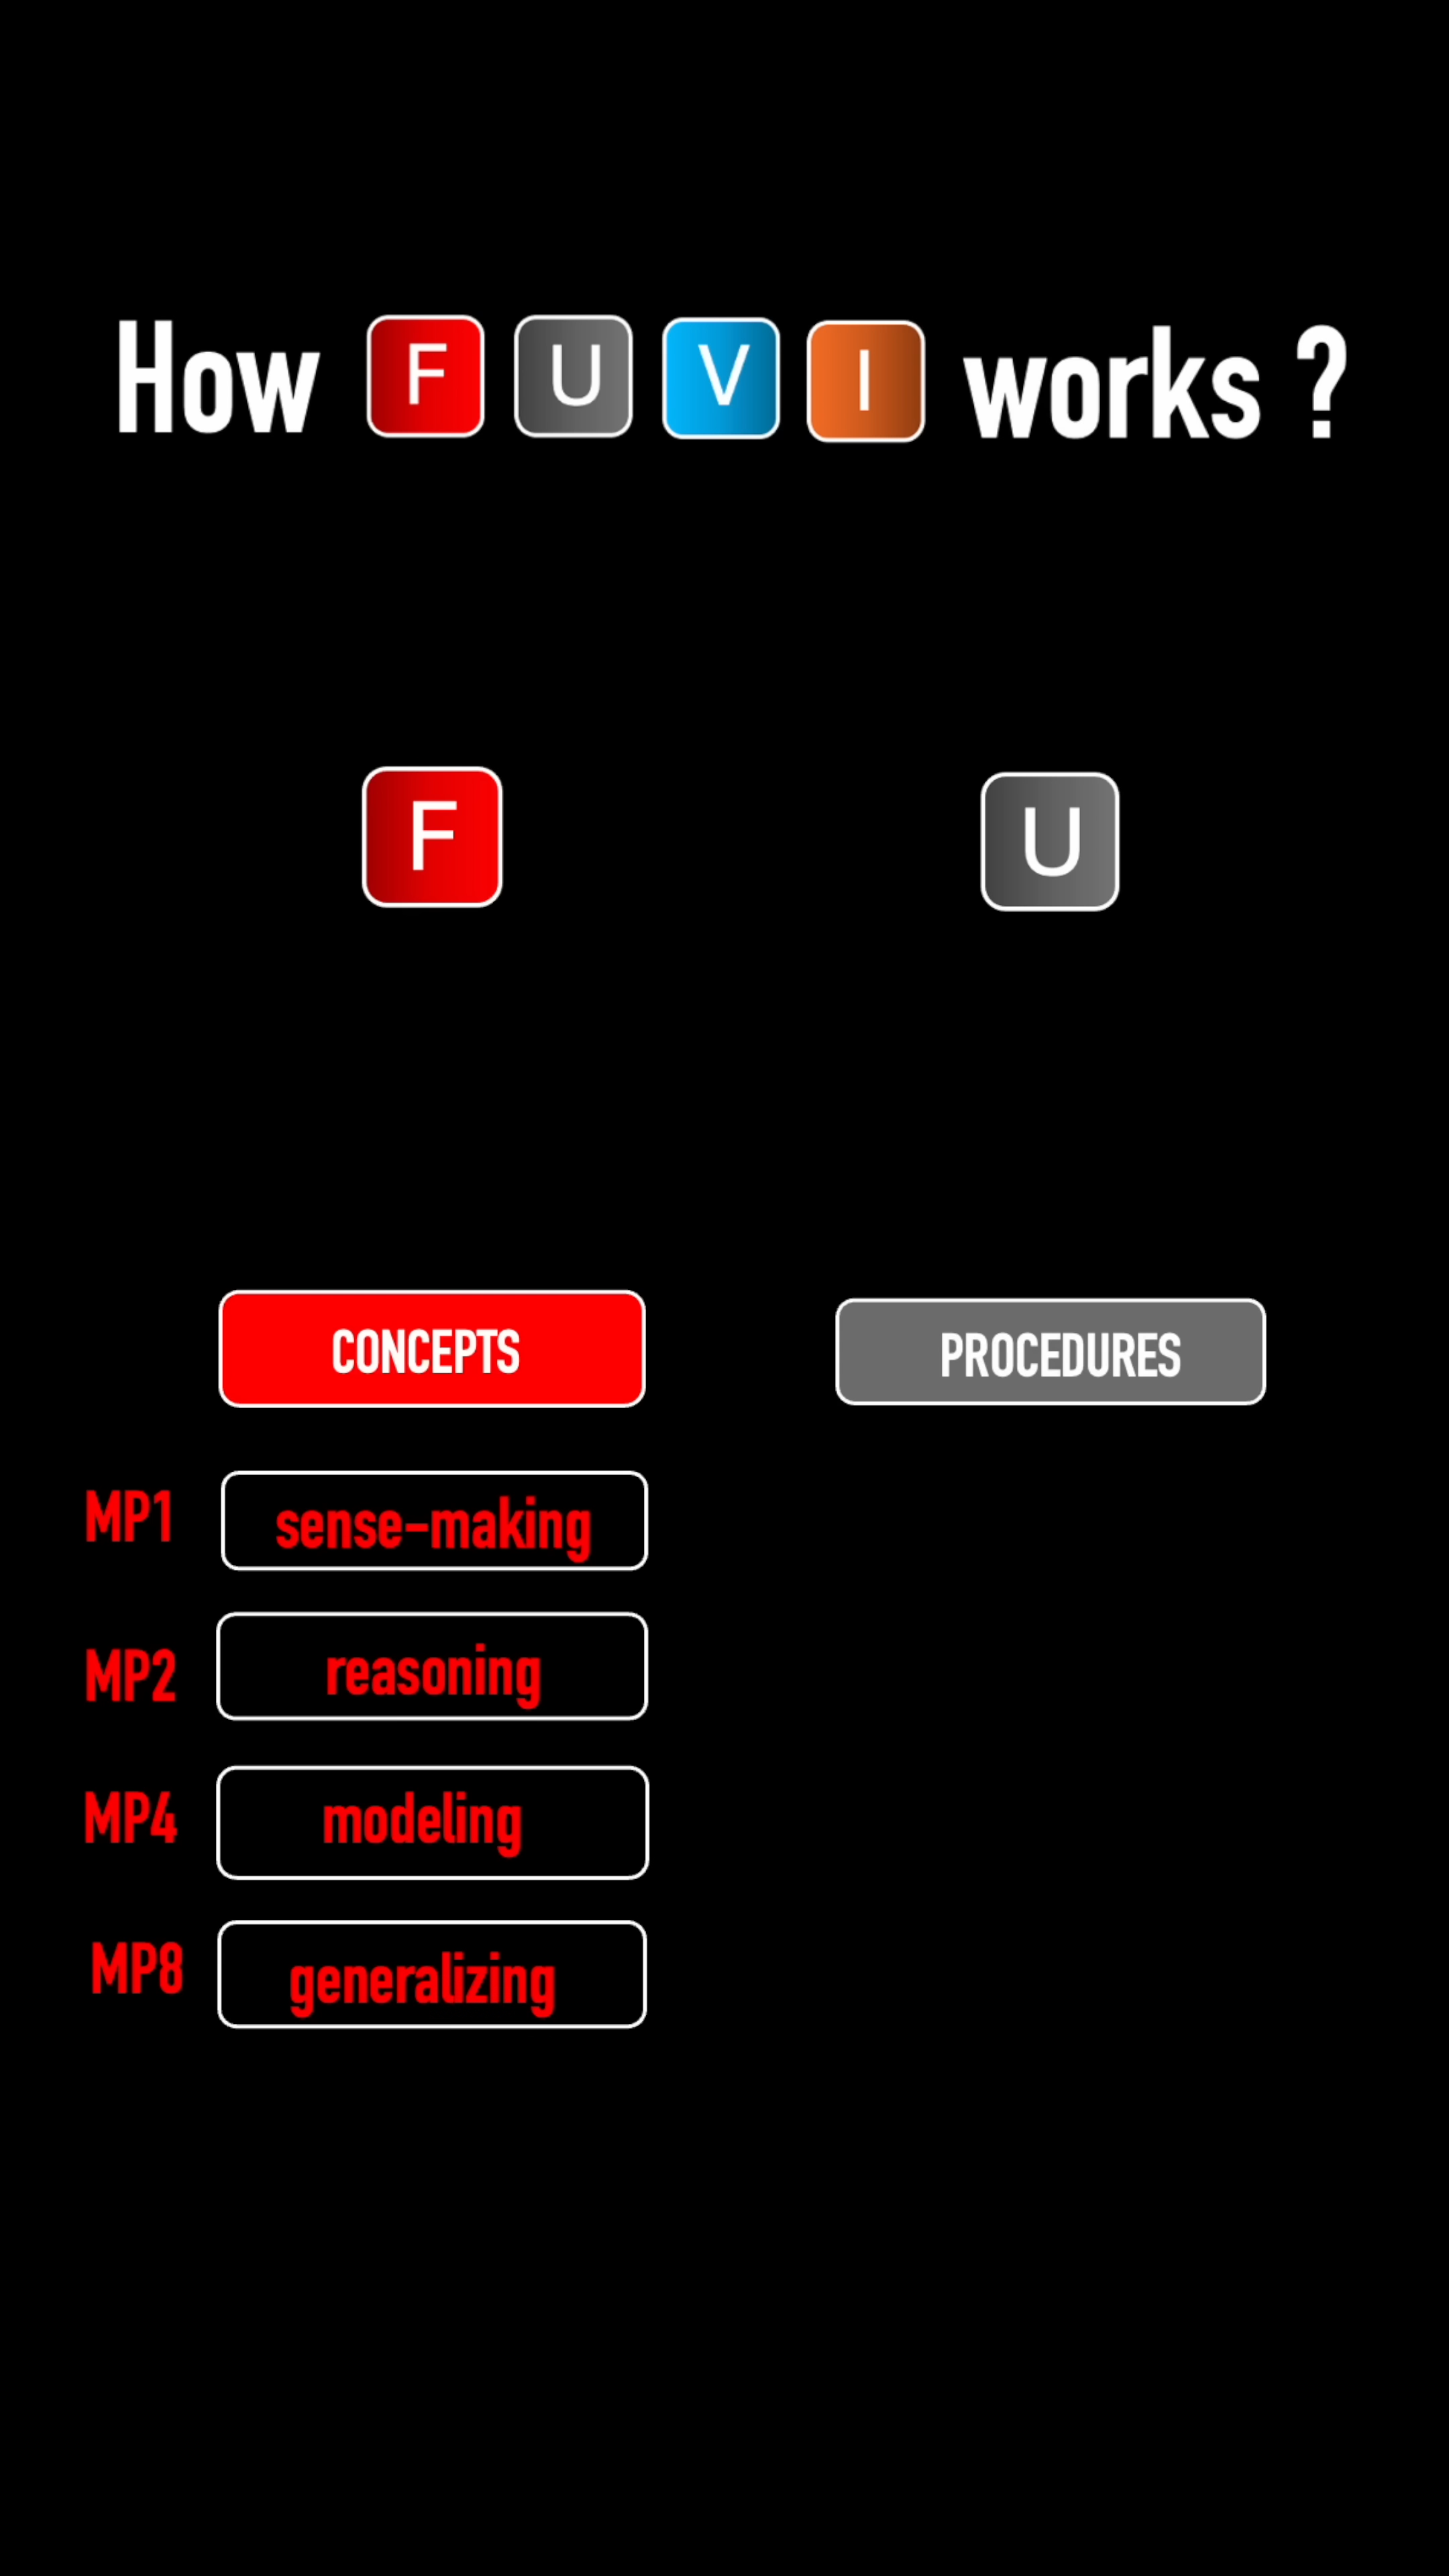 How F U V I works ?
F U
CONCEPTS PROCEDURES
MP1 sense-making
MP2 reasoning
MP4 modeling
MP8 generalizing